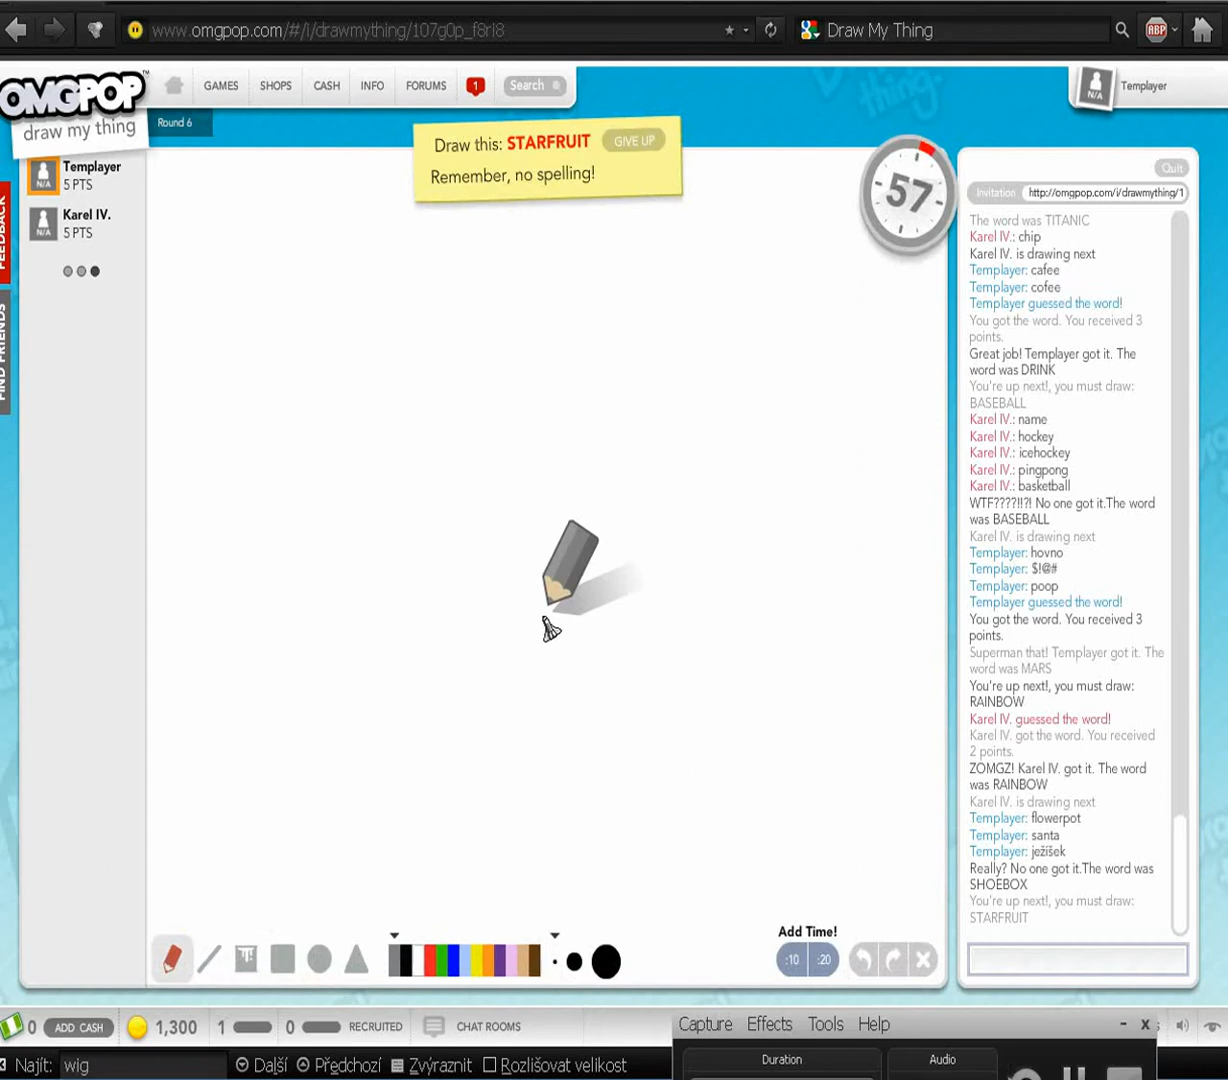 www.omgpop.com/#/i/drawmything/107g0p_f8rl8
Draw My Thing
ABP
OMGPOP
draw my thing
GAMES
SHOPS
CASH
INFO
FORUMS
1
Search
N/A
Templayer
Round 6
Draw this: STARFRUIT
GIVE UP
Remember, no spelling!
57
N/A
Templayer
5 PTS
N/A
Karel IV.
5 PTS
FEEDBACK
FIND FRIENDS
Quit
Invitation
http://omgpop.com/i/drawmything/1
The word was TITANIC
Karel IV.: chip
Karel IV. is drawing next
Templayer: cafee
Templayer: cofee
Templayer guessed the word!
You got the word. You received 3
points.
Great job! Templayer got it. The
word was DRINK
You're up next!, you must draw:
BASEBALL
Karel IV.: name
Karel IV.: hockey
Karel IV.: icehockey
Karel IV.: pingpong
Karel IV.: basketball
WTF????!!?! No one got it.The word
was BASEBALL
Karel IV. is drawing next
Templayer: hovno
Templayer: $!@#
Templayer: poop
Templayer guessed the word!
You got the word. You received 3
points.
Superman that! Templayer got it. The
word was MARS
You're up next!, you must draw:
RAINBOW
Karel IV. guessed the word!
Karel IV. got the word. You received
2 points.
ZOMGZ! Karel IV. got it. The word
was RAINBOW
Karel IV. is drawing next
Templayer: flowerpot
Templayer: santa
Templayer: ježíšek
Really? No one got it.The word was
SHOEBOX
You're up next!, you must draw:
STARFRUIT
Add Time!
:10
:20
0
ADD CASH
1,300
1
0
RECRUITED
CHAT ROOMS
Capture
Effects
Tools
Help
Duration
Audio
Najít:
wig
Další
Předchozí
Zvýraznit
Rozlišovat velikost